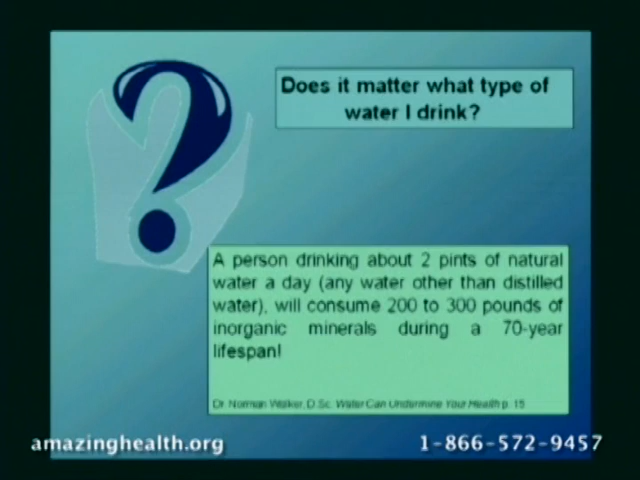 Does it matter what type of
water I drink?
A person drinking about 2 pints of natural
water a day (any water other than distilled
water), will consume 200 to 300 pounds of
inorganic minerals during a 70-year
lifespan!
Dr Norman Walker, D.Sc. Water Can Undermine Your Health p. 15
amazinghealth.org
1-866-572-9457